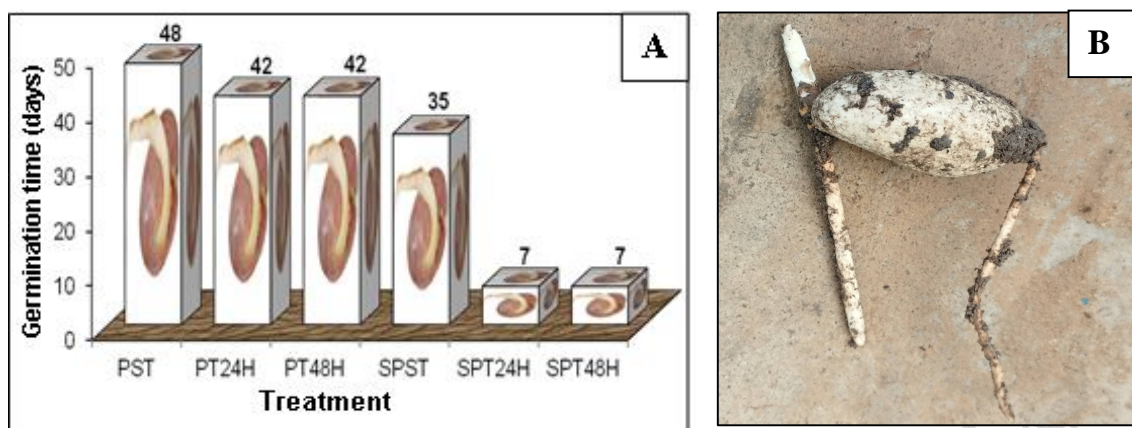 A
48
42
42
35
7
7
50
40
30
20
10
0
Germination time (days)
PST PT24H PT48H SPST SPT24H SPT48H
Treatment
B